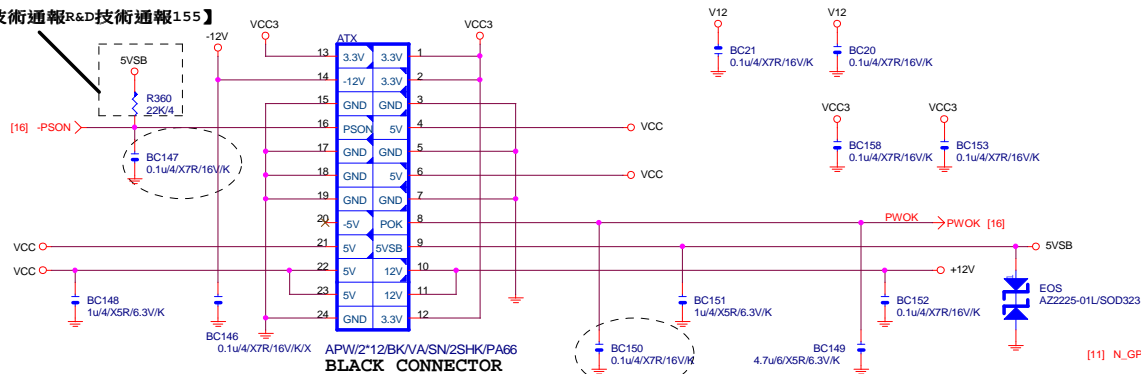 技術通報R&D技術通報155】
5VSB
R360
22K/4
[16] -PSON
BC147
0.1u/4/X7R/16V/K
-12V
VCC3
VCC3
ATX
13 3.3V 3.3V 1
14 -12V 3.3V 2
15 GND GND 3
16 PSON 5V 4
17 GND GND 5
18 GND 5V 6
19 GND GND 7
20 -5V POK 8
21 5V 5VSB 9
22 5V 12V 10
23 5V 12V 11
24 GND 3.3V 12
APW/2*12/BK/VA/SN/2SHK/PA66
BLACK CONNECTOR
VCC
VCC
BC148
1u/4/X5R/6.3V/K
BC146
0.1u/4/X7R/16V/K/X
VCC
VCC
V12
BC21
0.1u/4/X7R/16V/K
V12
BC20
0.1u/4/X7R/16V/K
VCC3
BC158
0.1u/4/X7R/16V/K
VCC3
BC153
0.1u/4/X7R/16V/K
PWOK
PWOK [16]
5VSB
+12V
BC151
1u/4/X5R/6.3V/K
BC152
0.1u/4/X7R/16V/K
EOS
AZ2225-01L/SOD323
BC150
0.1u/4/X7R/16V/K
BC149
4.7u/6/X5R/6.3V/K
[11] N_GP